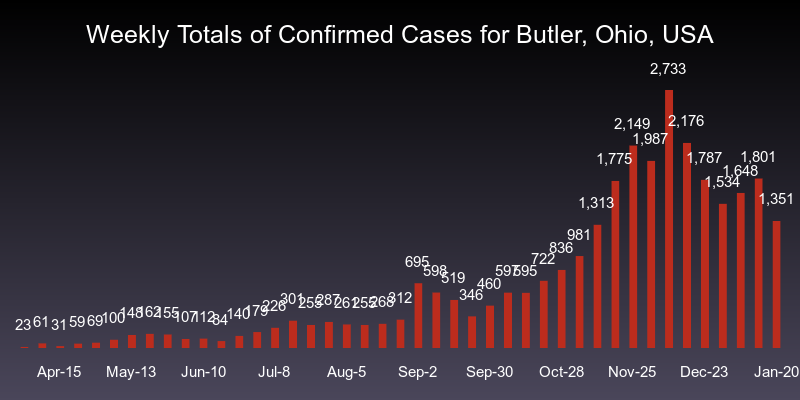 Weekly Totals of Confirmed Cases for Butler, Ohio, USA
23 61 31 59 69 100 148 162 155 107 112 84 140 179 226 301 287 261 255 268 312 695 598 519 346 460 597 595 722 836 981 1,313 1,775 2,149 1,987 2,733 2,176 1,787 1,534 1,648 1,801 1,351
Apr-15 May-13 Jun-10 Jul-8 Aug-5 Sep-2 Sep-30 Oct-28 Nov-25 Dec-23 Jan-20